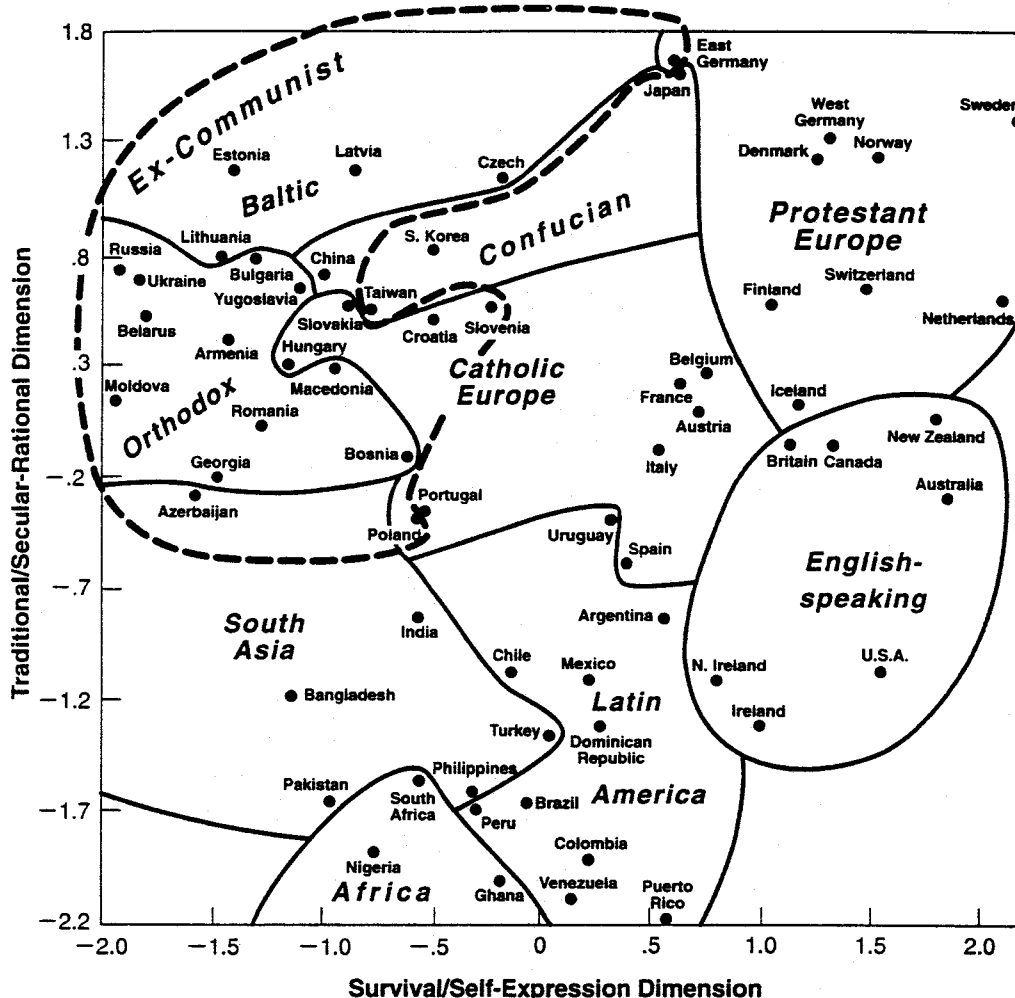 1.8
East
Germany
Japan
Ex-Communist
West
Germany
Sweden
1.3
Estonia
Latvia
Czech
Denmark
Norway
Baltic
Protestant
Europe
Confucian
S. Korea
Russia
Lithuania
.8
Ukraine
Bulgaria
China
Yugoslavia
Taiwan
Switzerland
Finland
Netherlands
Belarus
Slovakia
Croatia
Slovenia
Armenia
Hungary
.3
Macedonia
Catholic
Europe
Belgium
France
Austria
Iceland
Moldova
Orthodox
Romania
New Zealand
Georgia
Bosnia
Italy
Britain
Canada
−.2
Azerbaijan
Portugal
Poland
Australia
Uruguay
Spain
English-
speaking
−.7
South
Asia
India
Argentina
Chile
Mexico
N. Ireland
U.S.A.
Bangladesh
−1.2
Latin
Ireland
Turkey
Dominican
Republic
Philippines
Pakistan
South
Africa
−1.7
Peru
Brazil
America
Colombia
Nigeria
Africa
Ghana
Venezuela
Puerto
Rico
−2.2
−2.0
−1.5
−1.0
−.5
0
.5
1.0
1.5
2.0
Traditional/Secular-Rational Dimension
Survival/Self-Expression Dimension